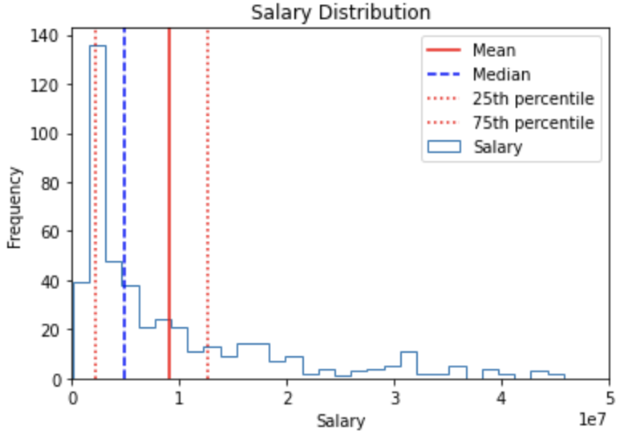 Salary Distribution
140
120
100
80
60
40
20
0
Frequency
Mean
Median
25th percentile
75th percentile
Salary
0 1 2 3 4 5
1e7
Salary